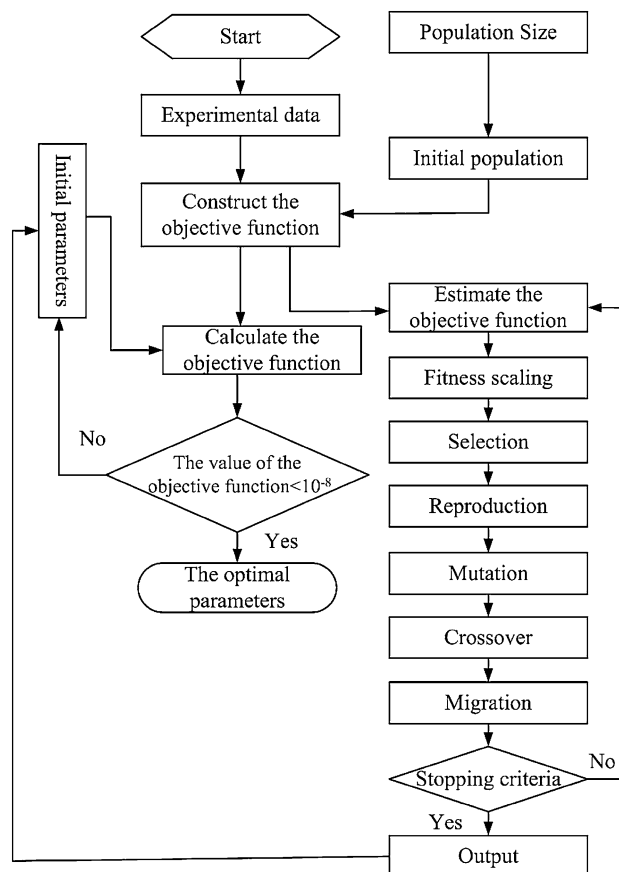 Start
Population Size
Experimental data
Initial population
Initial parameters
Construct the
objective function
Estimate the
objective function
Calculate the
objective function
Fitness scaling
No
Selection
The value of the
objective function<10⁻⁸
Reproduction
Yes
The optimal
parameters
Mutation
Crossover
Migration
Stopping criteria
No
Yes
Output